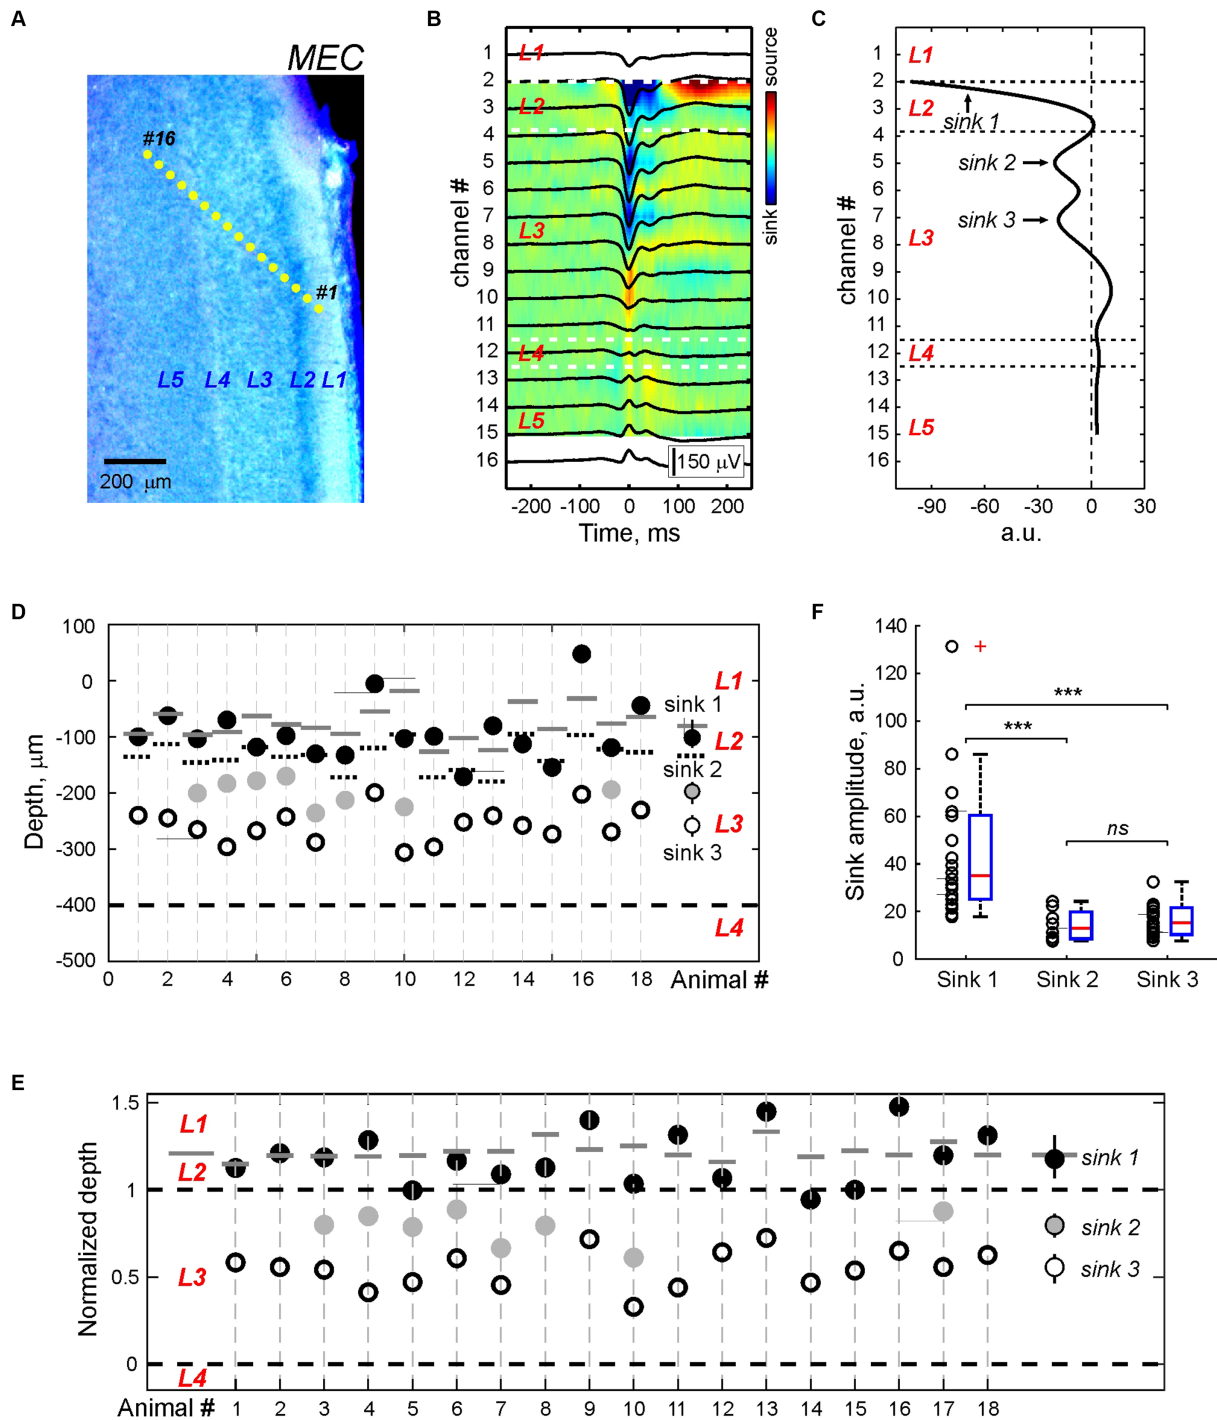 A
MEC
#16
#1
L5 L4 L3 L2 L1
200 μm
B
channel #
1
2
3
4
5
6
7
8
9
10
11
12
13
14
15
16
L1
L2
L3
L4
L5
150 μV
-200 -100 0 100 200
Time, ms
sink source
C
channel #
1
2
3
4
5
6
7
8
9
10
11
12
13
14
15
16
L1
L2
L3
L4
L5
sink 1
sink 2
sink 3
-90 -60 -30 0 30
a.u.
D
Depth, μm
100
0
-100
-200
-300
-400
-500
L1
sink 1
L2
sink 2
L3
sink 3
L4
0 2 4 6 8 10 12 14 16 18 Animal #
F
Sink amplitude, a.u.
140
120
100
80
60
40
20
0
+
***
***
ns
Sink 1 Sink 2 Sink 3
E
Normalized depth
1.5
1
0.5
0
L1
L2
L3
L4
sink 1
sink 2
sink 3
Animal # 1 2 3 4 5 6 7 8 9 10 11 12 13 14 15 16 17 18